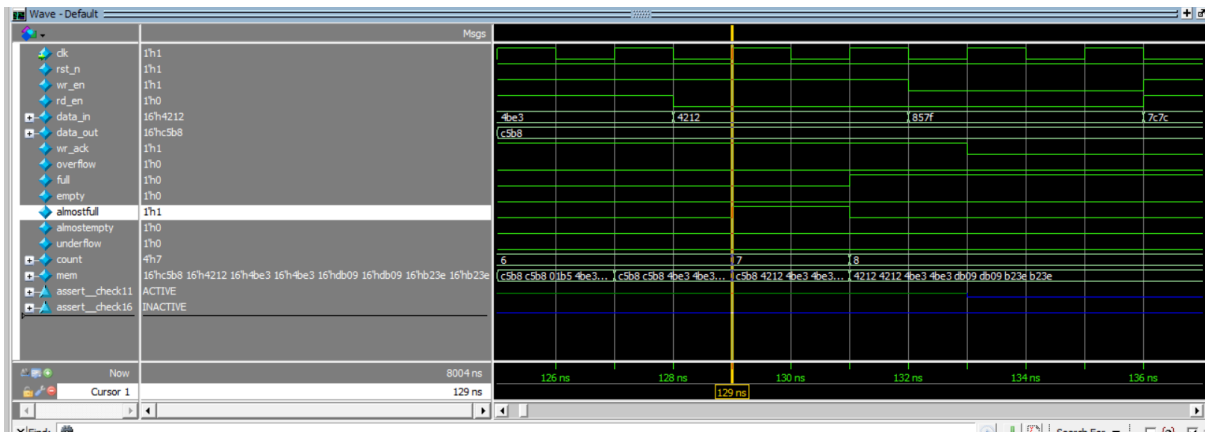 Wave - Default
Msgs
clk 1'h1
rst_n 1'h1
wr_en 1'h1
rd_en 1'h0
data_in 16'h4212 4be3 4212 857f 7c7c
data_out 16'hc5b8 c5b8
wr_ack 1'h1
overflow 1'h0
full 1'h0
empty 1'h0
almostfull 1'h1
almostempty 1'h0
underflow 1'h0
count 4'h7 6 7 8
mem 16'hc5b8 16'h4212 16'h4be3 16'h4be3 16'hdb09 16'hdb09 16'hb23e 16'hb23e c5b8 c5b8 01b5 4be3... c5b8 c5b8 4be3 4be3... c5b8 4212 4be3 4be3... 4212 4212 4be3 4be3 db09 db09 b23e b23e
assert__check11 ACTIVE
assert__check16 INACTIVE
Now 8004 ns 126 ns 128 ns 130 ns 132 ns 134 ns 136 ns
Cursor 1 129 ns 129 ns
Find:
Search For